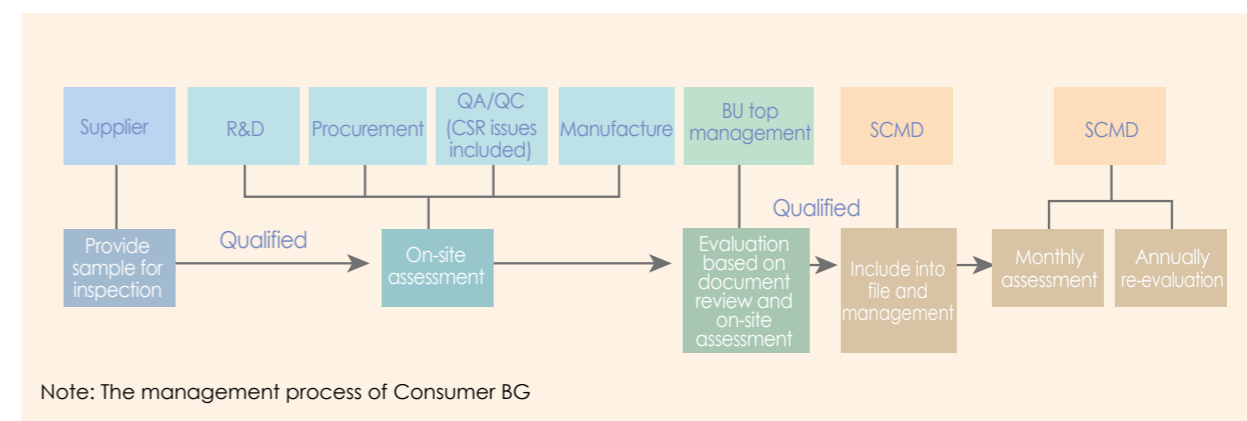 Supplier
R&D
Procurement
QA/QC
(CSR issues
included)
Manufacture
BU top
management
SCMD
SCMD
Qualified
Qualified
Provide
sample for
inspection
On-site
assessment
Evaluation
based on
document
review and
on-site
assessment
Include into
file and
management
Monthly
assessment
Annually
re-evaluation
Note: The management process of Consumer BG